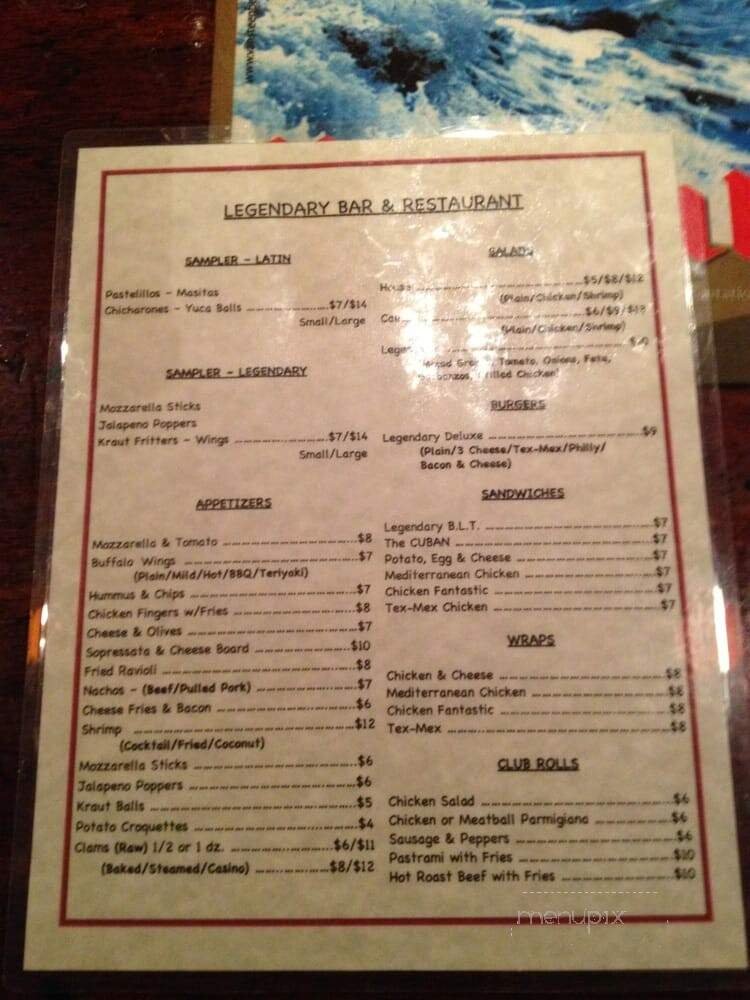 LEGENDARY BAR & RESTAURANT
SAMPLER - LATIN
Pastelillos - Masitas
Chicharones - Yuca Balls $7/$14
Small/Large
SAMPLER - LEGENDARY
Mozzarella Sticks
Jalapeno Poppers
Kraut Fritters - Wings $7/$14
Small/Large
APPETIZERS
Mozzarella & Tomato $8
Buffalo Wings $7
(Plain/Mild/Hot/BBQ/Teriyaki)
Hummus & Chips $7
Chicken Fingers w/Fries $8
Cheese & Olives $7
Sopressata & Cheese Board $10
Fried Ravioli $8
Nachos - (Beef/Pulled Pork) $7
Cheese Fries & Bacon $6
Shrimp $12
(Cocktail/Fried/Coconut)
Mozzarella Sticks $6
Jalapeno Poppers $6
Kraut Balls $5
Potato Croquettes $4
Clams (Raw) 1/2 or 1 dz. $6/$11
(Baked/Steamed/Casino) $8/$12
SALADS
House $5/$8/$12
(Plain/Chicken/Shrimp)
$6/$9/$13
(Plain/Chicken/Shrimp)
Tomato, Onions, Feta,
Grilled Chicken!
BURGERS
Legendary Deluxe $9
(Plain/3 Cheese/Tex-Mex/Philly/
Bacon & Cheese)
SANDWICHES
Legendary B.L.T. $7
The CUBAN $7
Potato, Egg & Cheese $7
Mediterranean Chicken $7
Chicken Fantastic $7
Tex-Mex Chicken $7
WRAPS
Chicken & Cheese $8
Mediterranean Chicken $8
Chicken Fantastic $8
Tex-Mex $8
CLUB ROLLS
Chicken Salad $6
Chicken or Meatball Parmigiana $6
Sausage & Peppers $6
Pastrami with Fries $10
Hot Roast Beef with Fries $10
menupix